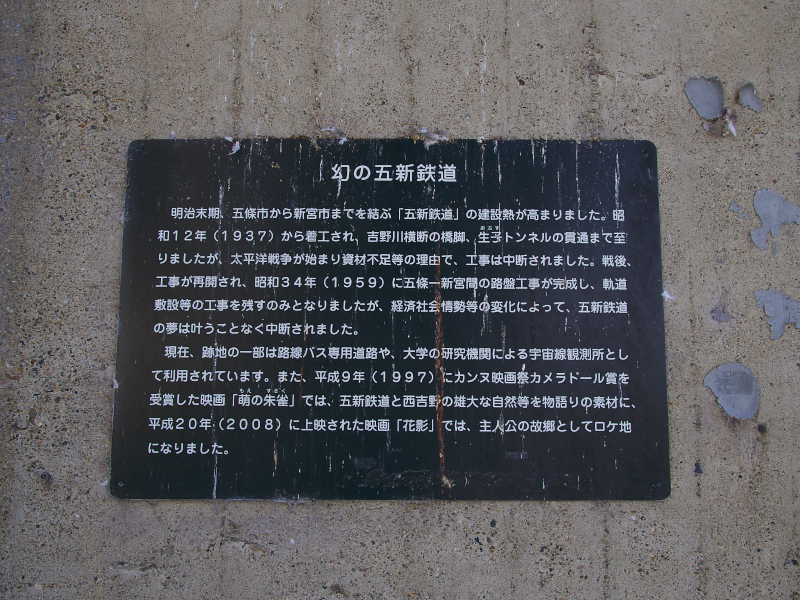 幻の五新鉄道
明治末期、五條市から新宮市までを結ぶ「五新鉄道」の建設熱が高まりました。昭
和12年(1937)から着工され、吉野川横断の橋脚、生子トンネルの貫通まで至
りましたが、太平洋戦争が始まり資材不足等の理由で、工事は中断されました。戦後、
工事が再開され、昭和34年(1959)に五條一新宮間の路盤工事が完成し、軌道
敷設等の工事を残すのみとなりましたが、経済社会情勢等の変化によって、五新鉄道
の夢は叶うことなく中断されました。
現在、跡地の一部は路線バス専用道路や、大学の研究機関による宇宙線観測所とし
て利用されています。また、平成9年(1997)にカンヌ映画祭カメラドール賞を
受賞した映画「萌の朱雀」では、五新鉄道と西吉野の雄大な自然等を物語りの素材に、
平成20年(2008)に上映された映画「花影」では、主人公の故郷としてロケ地
になりました。